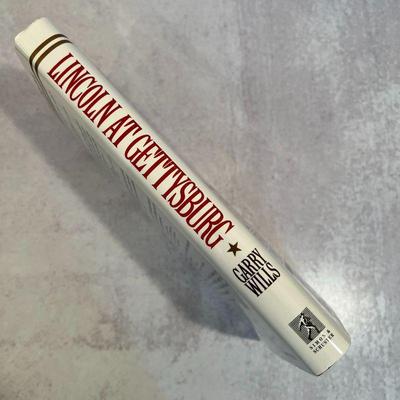 LINCOLN AT GETTYSBURG
GARRY
WILLS
SIMON &
SCHUSTER